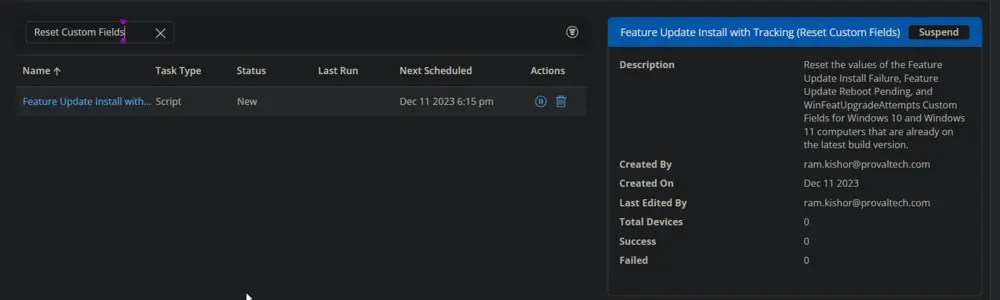 Reset Custom Fields
Name Task Type Status Last Run Next Scheduled Actions
Feature Update Install with... Script New Dec 11 2023 6:15 pm
Feature Update Install with Tracking (Reset Custom Fields) Suspend
Description Reset the values of the Feature
Update Install Failure, Feature
Update Reboot Pending, and
WinFeatUpgradeAttempts Custom
Fields for Windows 10 and Windows
11 computers that are already on
the latest build version.
Created By ram.kishor@provaltech.com
Created On Dec 11 2023
Last Edited By ram.kishor@provaltech.com
Total Devices 0
Success 0
Failed 0